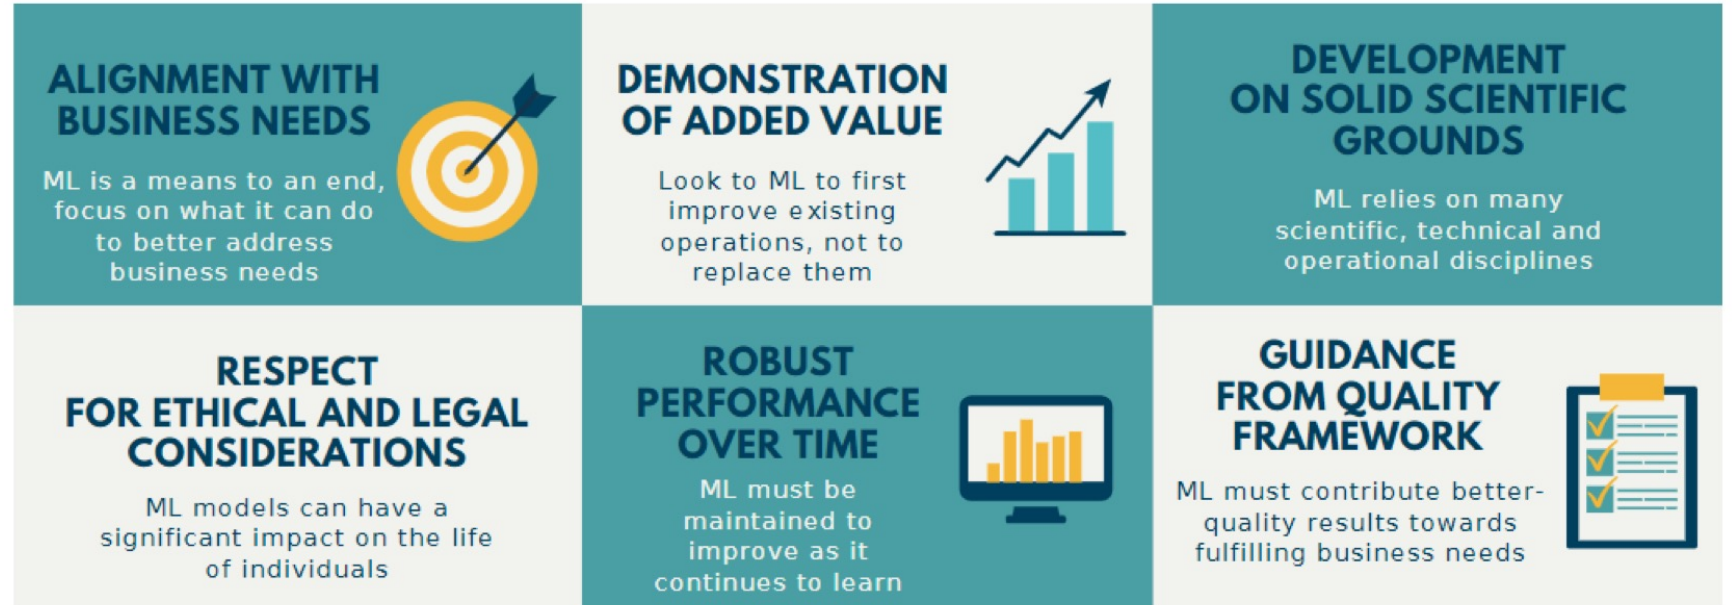 ALIGNMENT WITH
BUSINESS NEEDS
ML is a means to an end,
focus on what it can do
to better address
business needs
DEMONSTRATION
OF ADDED VALUE
Look to ML to first
improve existing
operations, not to
replace them
DEVELOPMENT
ON SOLID SCIENTIFIC
GROUNDS
ML relies on many
scientific, technical and
operational disciplines
RESPECT
FOR ETHICAL AND LEGAL
CONSIDERATIONS
ML models can have a
significant impact on the life
of individuals
ROBUST
PERFORMANCE
OVER TIME
ML must be
maintained to
improve as it
continues to learn
GUIDANCE
FROM QUALITY
FRAMEWORK
ML must contribute better-
quality results towards
fulfilling business needs